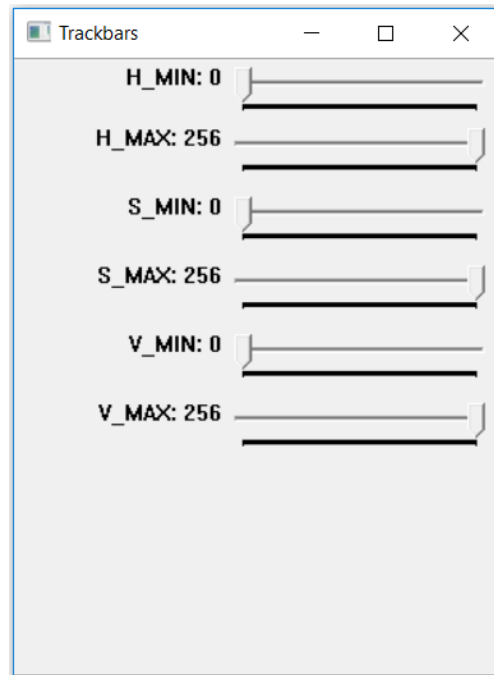 Trackbars
H_MIN: 0
H_MAX: 256
S_MIN: 0
S_MAX: 256
V_MIN: 0
V_MAX: 256